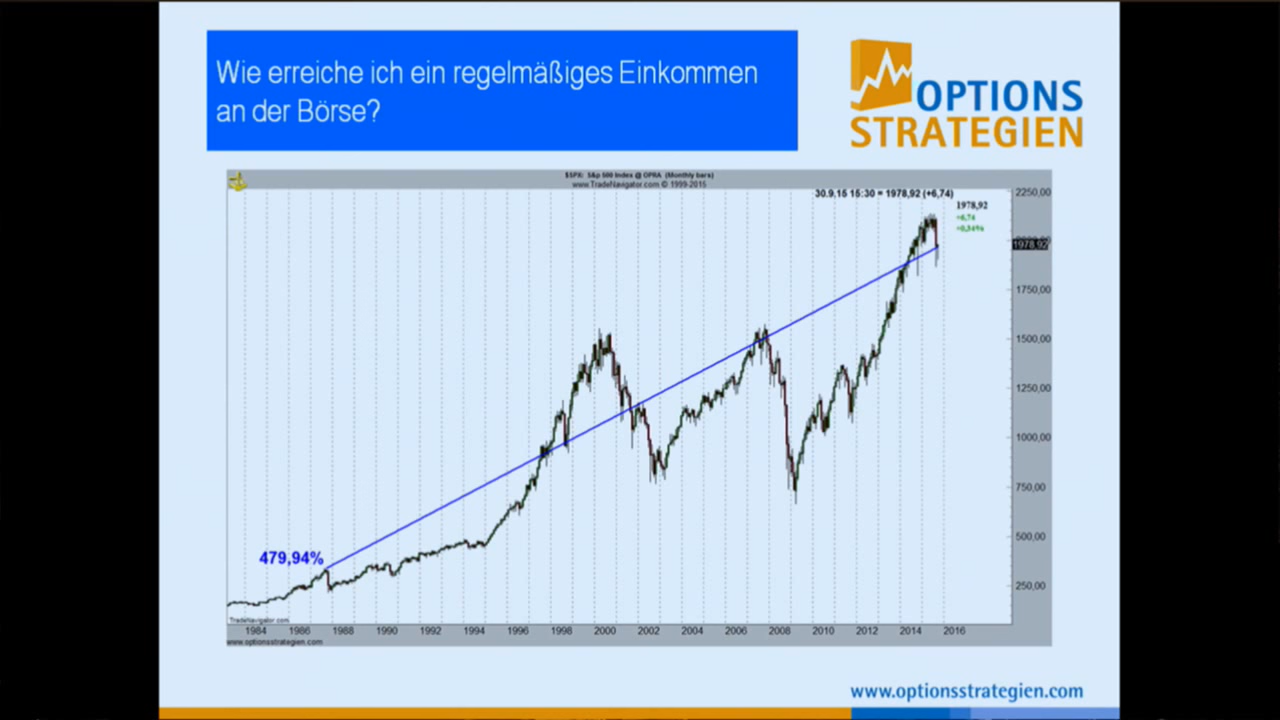 Wie erreiche ich ein regelmäßiges Einkommen
an der Börse?
OPTIONS
STRATEGIEN
$SPX: S&p 500 Index @ OPRA (Monthly bars)
www.TradeNavigator.com © 1999-2015
30.9.15 15:30 = 1978,92 (+6,74)
1978,92
+6,74
+0,34%
2250,00
1978,92
1750,00
1500,00
1250,00
1000,00
750,00
500,00
250,00
479,94%
TradeNavigator.com
1984 1986 1988 1990 1992 1994 1996 1998 2000 2002 2004 2006 2008 2010 2012 2014 2016
www.optionsstrategien.com
www.optionsstrategien.com